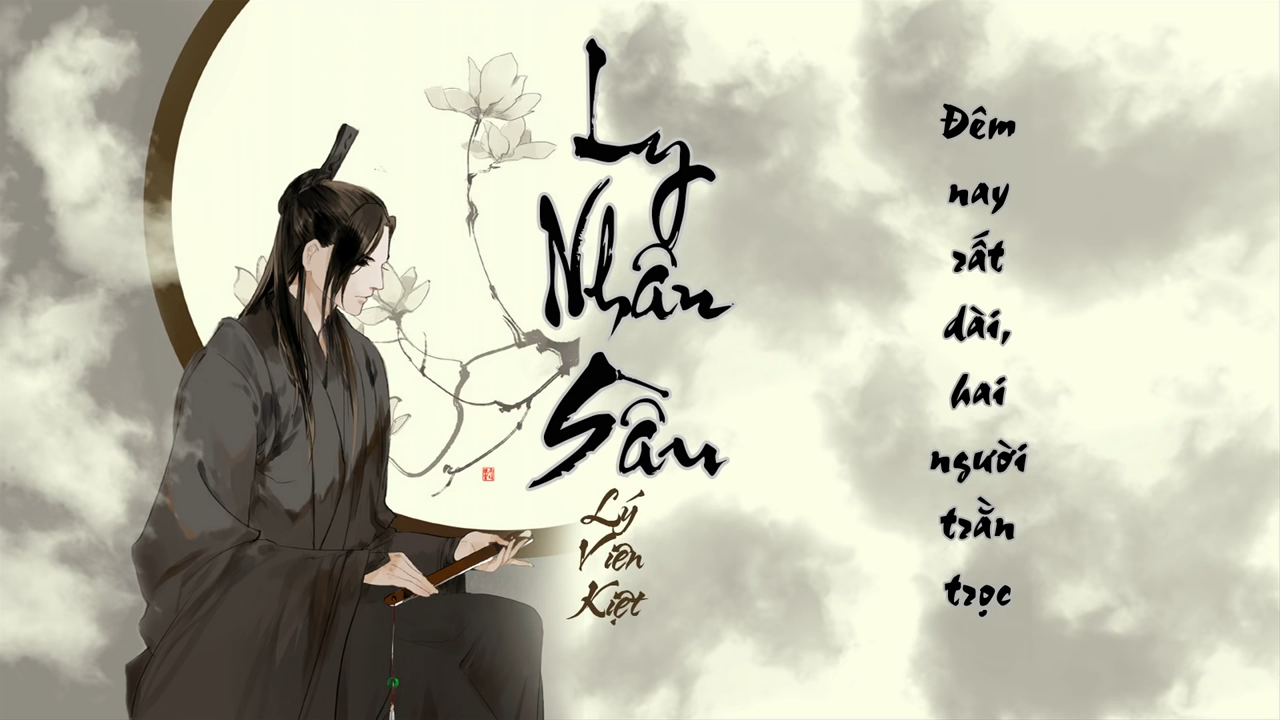 Ly
Nhân
Sầu
Lý
Viên
Kiệt
Đêm
nay
rất
dài,
hai
người
trằn
trọc